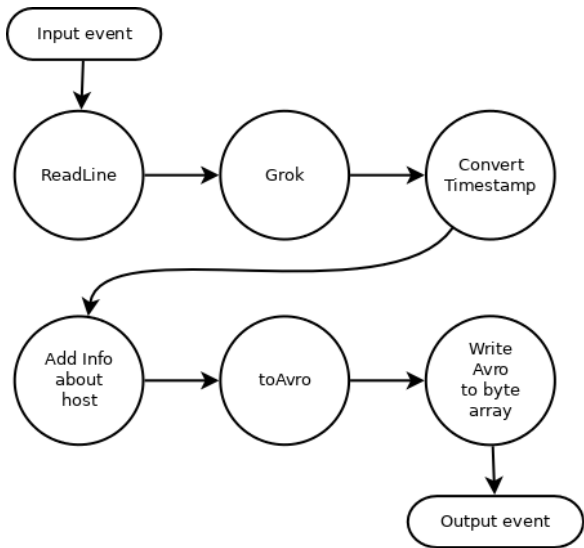 Input event
ReadLine
Grok
Convert
Timestamp
Add Info
about
host
toAvro
Write
Avro
to byte
array
Output event